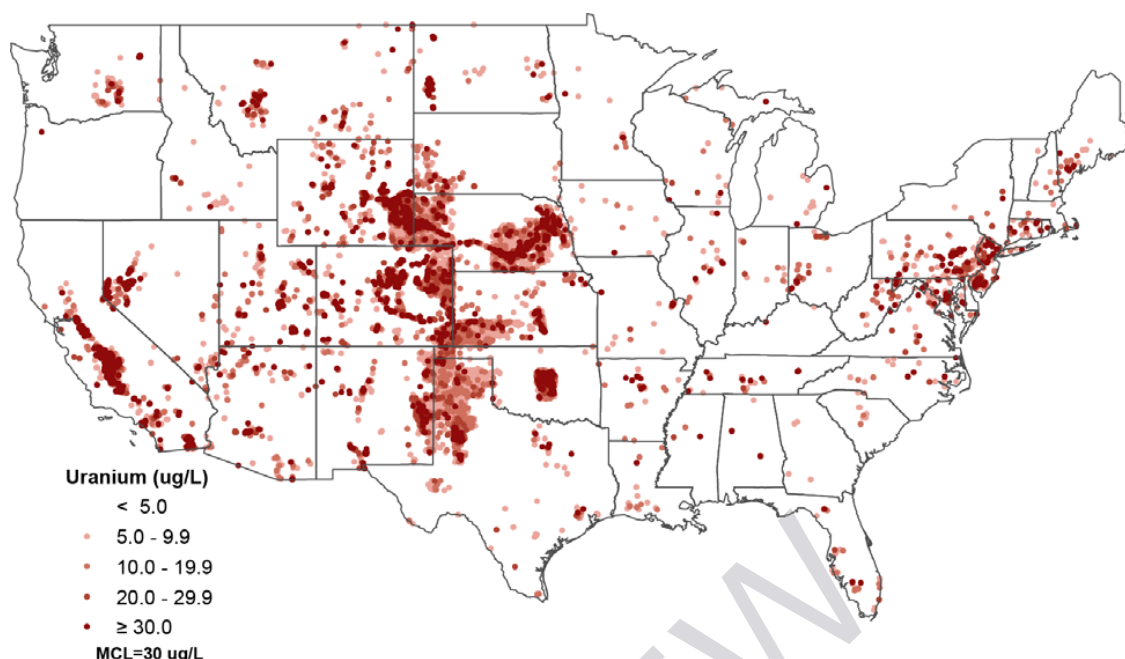 Uranium (ug/L)
< 5.0
5.0 - 9.9
10.0 - 19.9
20.0 - 29.9
≥ 30.0
MCL=30 ug/L